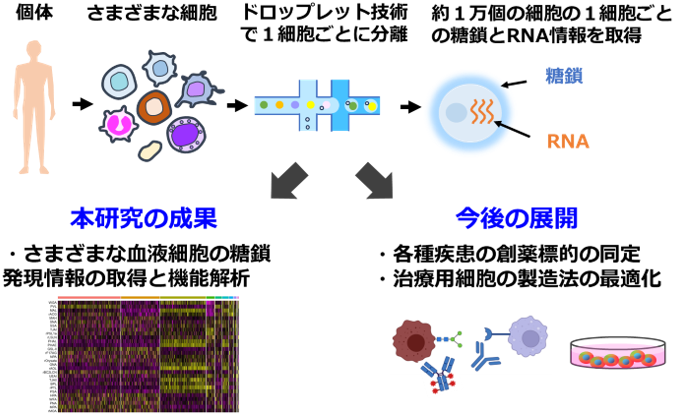 個体
さまざまな細胞
ドロップレット技術
で１細胞ごとに分離
約１万個の細胞の１細胞ごと
の糖鎖とRNA情報を取得
糖鎖
RNA
本研究の成果
・さまざまな血液細胞の糖鎖
発現情報の取得と機能解析
今後の展開
・各種疾患の創薬標的の同定
・治療用細胞の製造法の最適化